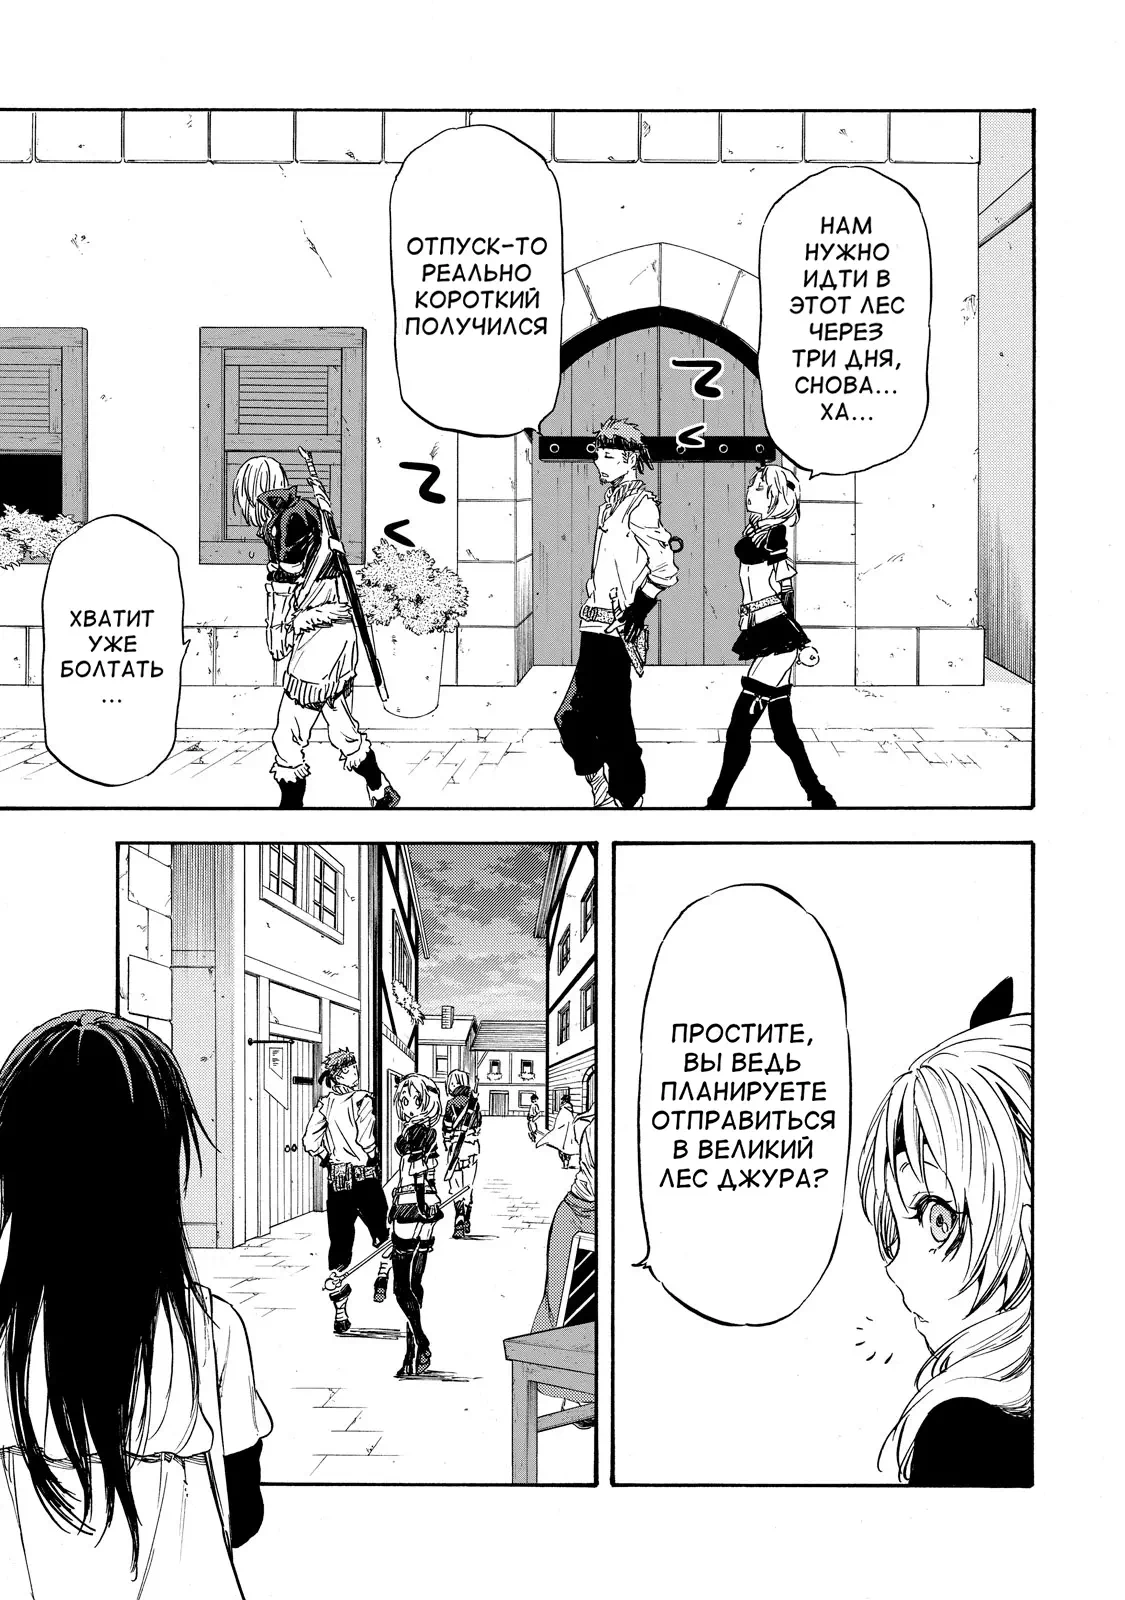 НАМ
НУЖНО
ИДТИ В
ЭТОТ ЛЕС
ЧЕРЕЗ
ТРИ ДНЯ,
СНОВА...
ХА...
ОТПУСК-ТО
РЕАЛЬНО
КОРОТКИЙ
ПОЛУЧИЛСЯ
ХВАТИТ
УЖЕ
БОЛТАТЬ
...
ПРОСТИТЕ,
ВЫ ВЕДЬ
ПЛАНИРУЕТЕ
ОТПРАВИТЬСЯ
В ВЕЛИКИЙ
ЛЕС ДЖУРА?